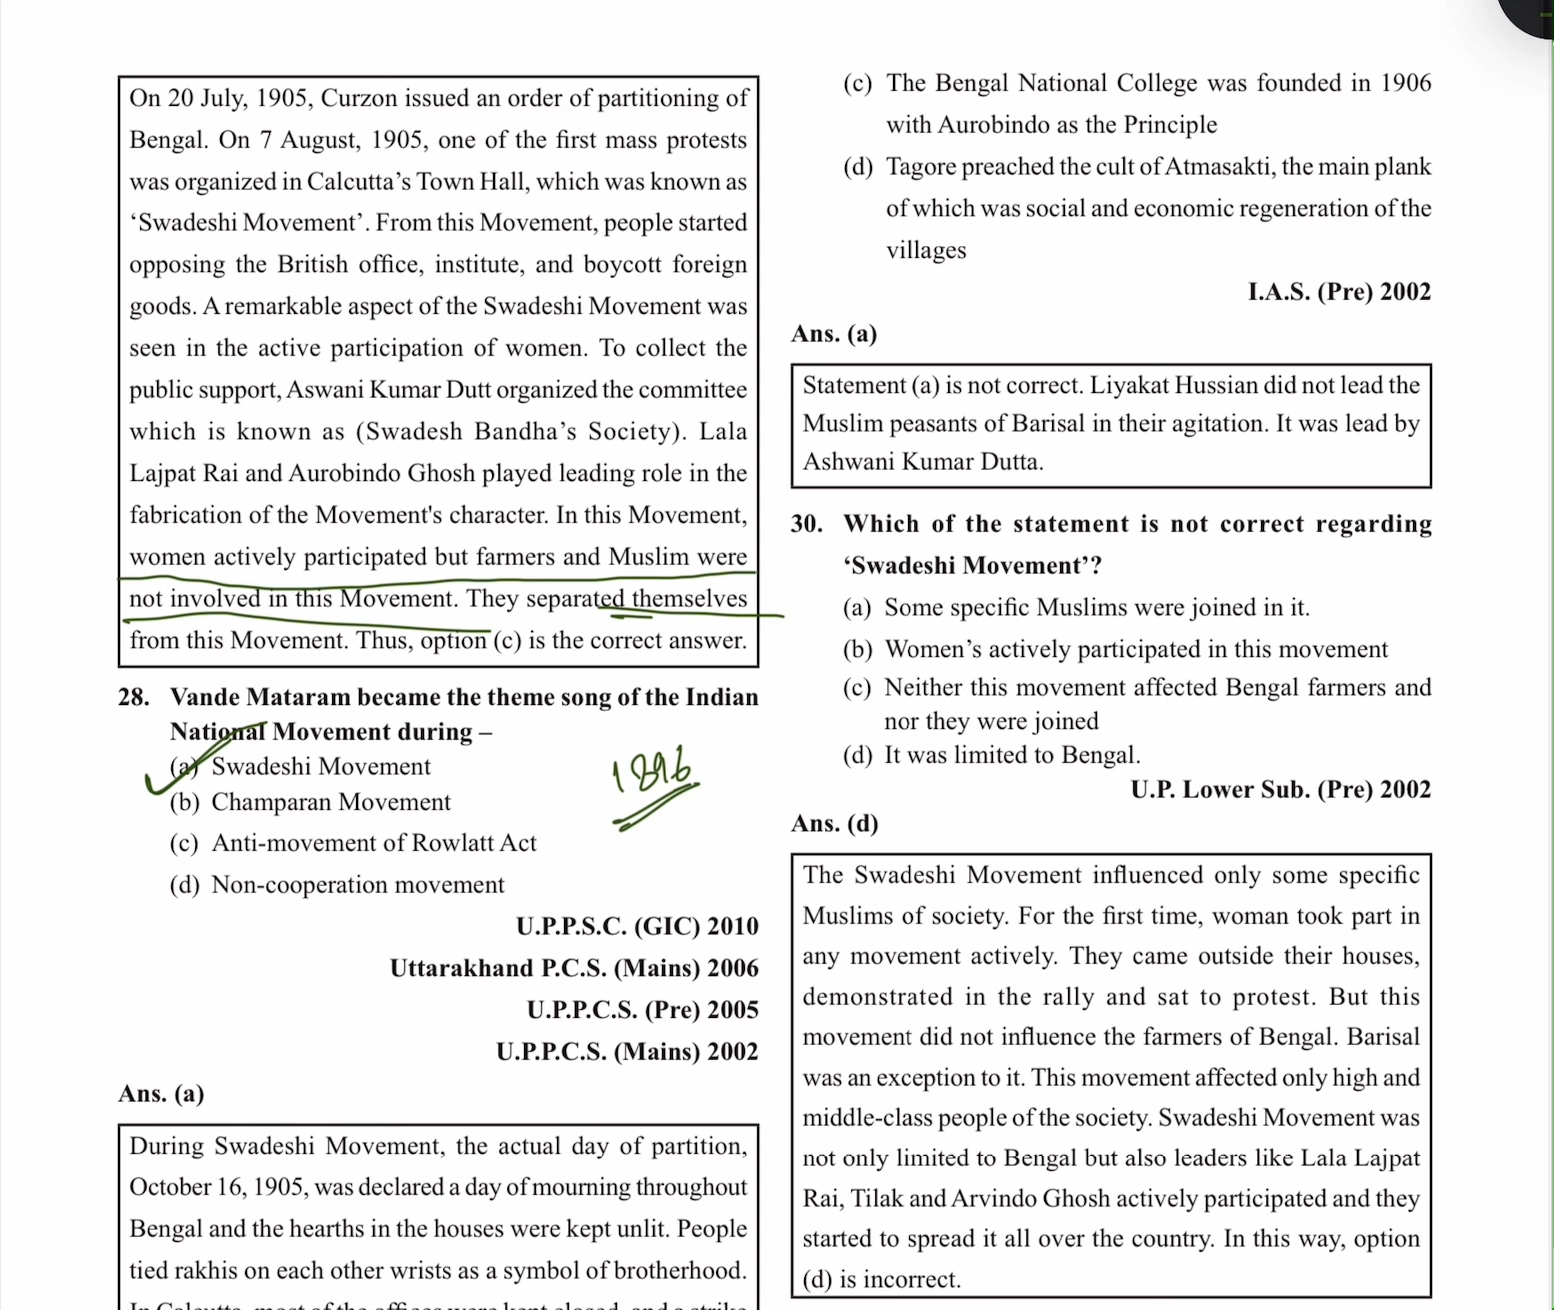 On 20 July, 1905, Curzon issued an order of partitioning of
Bengal. On 7 August, 1905, one of the first mass protests
was organized in Calcutta’s Town Hall, which was known as
‘Swadeshi Movement’. From this Movement, people started
opposing the British office, institute, and boycott foreign
goods. A remarkable aspect of the Swadeshi Movement was
seen in the active participation of women. To collect the
public support, Aswani Kumar Dutt organized the committee
which is known as (Swadesh Bandha’s Society). Lala
Lajpat Rai and Aurobindo Ghosh played leading role in the
fabrication of the Movement's character. In this Movement,
women actively participated but farmers and Muslim were
not involved in this Movement. They separated themselves
from this Movement. Thus, option (c) is the correct answer.
28. Vande Mataram became the theme song of the Indian
National Movement during –
(a) Swadeshi Movement
1896
(b) Champaran Movement
(c) Anti-movement of Rowlatt Act
(d) Non-cooperation movement
U.P.P.S.C. (GIC) 2010
Uttarakhand P.C.S. (Mains) 2006
U.P.P.C.S. (Pre) 2005
U.P.P.C.S. (Mains) 2002
Ans. (a)
During Swadeshi Movement, the actual day of partition,
October 16, 1905, was declared a day of mourning throughout
Bengal and the hearths in the houses were kept unlit. People
tied rakhis on each other wrists as a symbol of brotherhood.
In Calcutta, most of the offices were kept closed, and a strike
(c) The Bengal National College was founded in 1906
with Aurobindo as the Principle
(d) Tagore preached the cult of Atmasakti, the main plank
of which was social and economic regeneration of the
villages
I.A.S. (Pre) 2002
Ans. (a)
Statement (a) is not correct. Liyakat Hussian did not lead the
Muslim peasants of Barisal in their agitation. It was lead by
Ashwani Kumar Dutta.
30. Which of the statement is not correct regarding
‘Swadeshi Movement’?
(a) Some specific Muslims were joined in it.
(b) Women’s actively participated in this movement
(c) Neither this movement affected Bengal farmers and
nor they were joined
(d) It was limited to Bengal.
U.P. Lower Sub. (Pre) 2002
Ans. (d)
The Swadeshi Movement influenced only some specific
Muslims of society. For the first time, woman took part in
any movement actively. They came outside their houses,
demonstrated in the rally and sat to protest. But this
movement did not influence the farmers of Bengal. Barisal
was an exception to it. This movement affected only high and
middle-class people of the society. Swadeshi Movement was
not only limited to Bengal but also leaders like Lala Lajpat
Rai, Tilak and Arvindo Ghosh actively participated and they
started to spread it all over the country. In this way, option
(d) is incorrect.